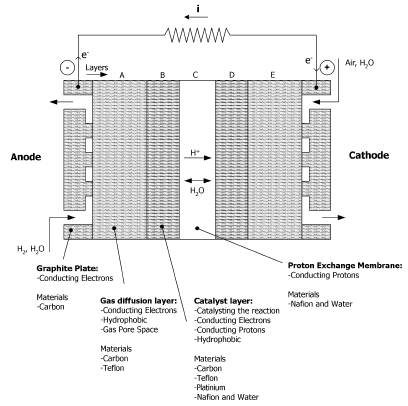 i
e-
e-
-
Layers
A
B
C
D
E
+
Air, H2O
Anode
H+
H2O
Cathode
H2, H2O
Graphite Plate:
-Conducting Electrons
Materials
-Carbon
Gas diffusion layer:
-Conducting Electrons
-Hydrophobic
-Gas Pore Space
Materials
-Carbon
-Teflon
Catalyst layer:
-Catalysting the reaction
-Conducting Electrons
-Conducting Protons
-Hydrophobic
Materials
-Carbon
-Teflon
-Platinium
-Nafion and Water
Proton Exchange Membrane:
-Conducting Protons
Materials
-Nafion and Water